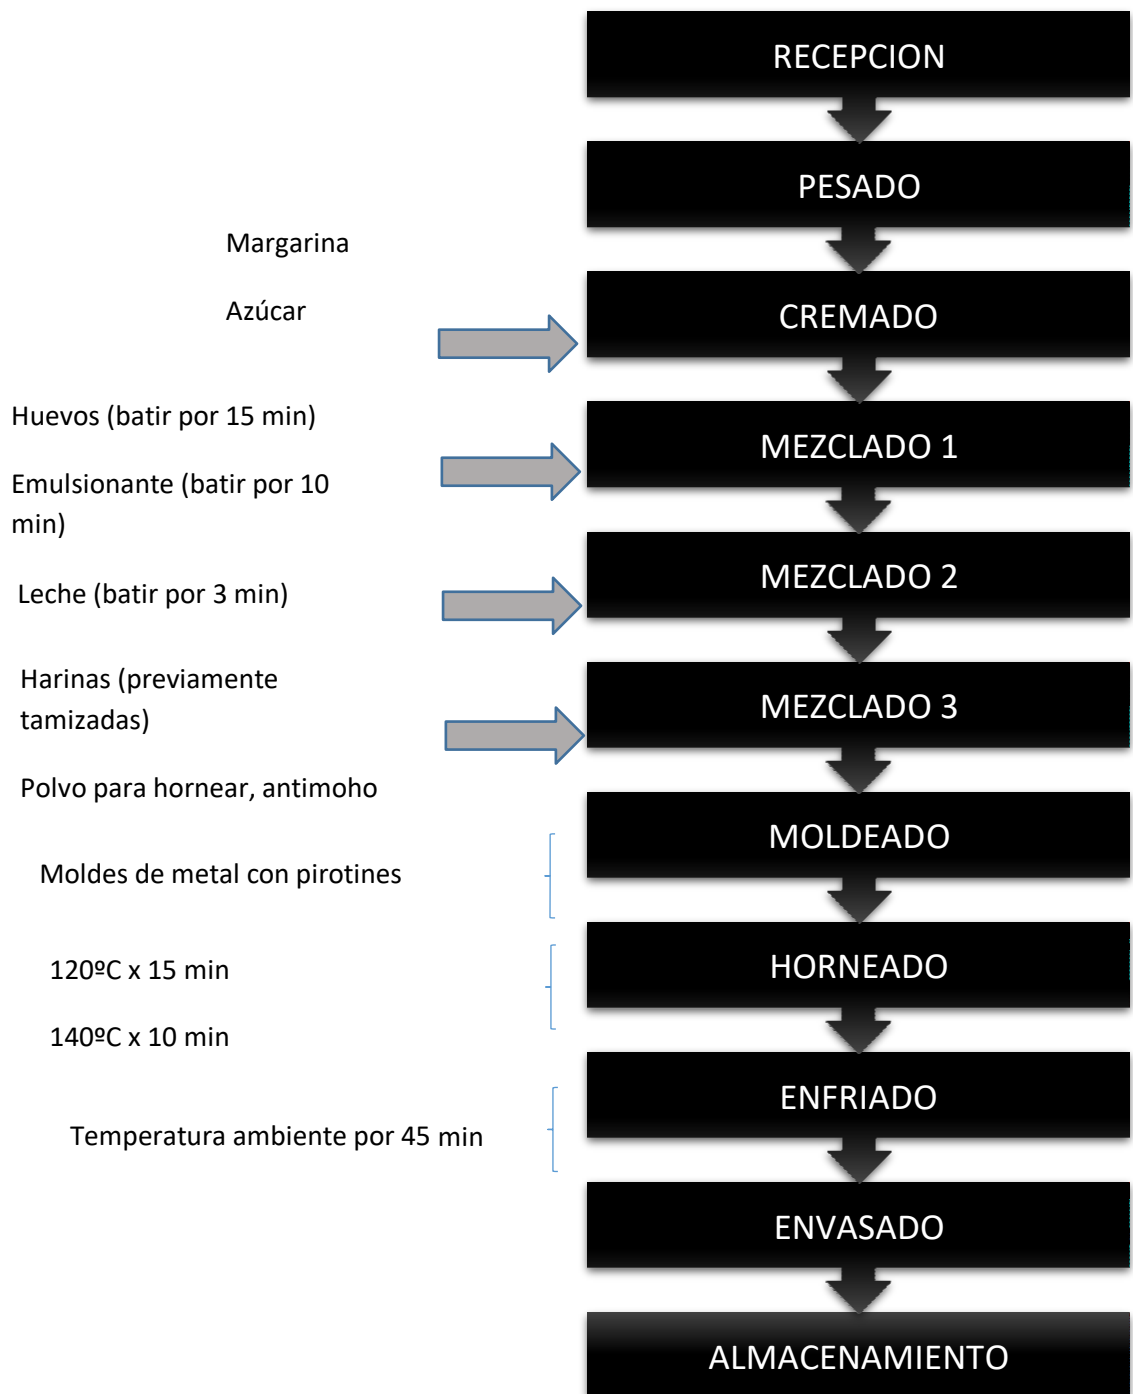 RECEPCION
PESADO
Margarina
Azúcar
CREMADO
Huevos (batir por 15 min)
Emulsionante (batir por 10
min)
MEZCLADO 1
Leche (batir por 3 min)
MEZCLADO 2
Harinas (previamente
tamizadas)
Polvo para hornear, antimoho
MEZCLADO 3
Moldes de metal con pirotines
MOLDEADO
120ºC x 15 min
140ºC x 10 min
HORNEADO
Temperatura ambiente por 45 min
ENFRIADO
ENVASADO
ALMACENAMIENTO